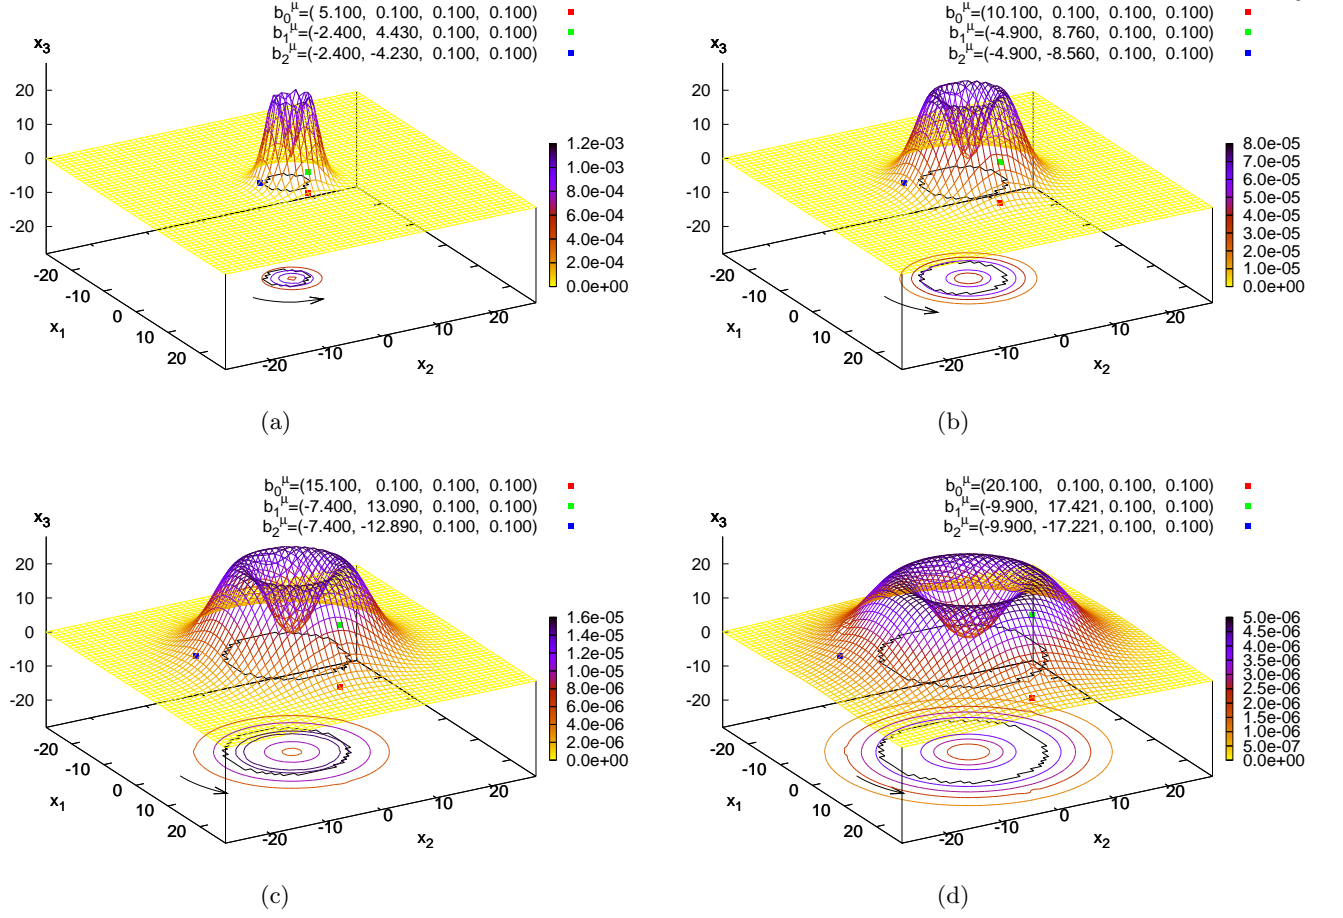 b0^μ=( 5.100, 0.100, 0.100, 0.100)
b1^μ=(-2.400, 4.430, 0.100, 0.100)
b2^μ=(-2.400, -4.230, 0.100, 0.100)
x3
20
10
0
-10
-20
1.2e-03
1.0e-03
8.0e-04
6.0e-04
4.0e-04
2.0e-04
0.0e+00
-20
-10
0
10
20
x1
-20
-10
0
10
20
x2
(a)
b0^μ=(10.100, 0.100, 0.100, 0.100)
b1^μ=(-4.900, 8.760, 0.100, 0.100)
b2^μ=(-4.900, -8.560, 0.100, 0.100)
x3
20
10
0
-10
-20
8.0e-05
7.0e-05
6.0e-05
5.0e-05
4.0e-05
3.0e-05
2.0e-05
1.0e-05
0.0e+00
-20
-10
0
10
20
x1
-20
-10
0
10
20
x2
(b)
b0^μ=(15.100, 0.100, 0.100, 0.100)
b1^μ=(-7.400, 13.090, 0.100, 0.100)
b2^μ=(-7.400, -12.890, 0.100, 0.100)
x3
20
10
0
-10
-20
1.6e-05
1.4e-05
1.2e-05
1.0e-05
8.0e-06
6.0e-06
4.0e-06
2.0e-06
0.0e+00
-20
-10
0
10
20
x1
-20
-10
0
10
20
x2
(c)
b0^μ=(20.100, 0.100, 0.100, 0.100)
b1^μ=(-9.900, 17.421, 0.100, 0.100)
b2^μ=(-9.900, -17.221, 0.100, 0.100)
x3
20
10
0
-10
-20
5.0e-06
4.5e-06
4.0e-06
3.5e-06
3.0e-06
2.5e-06
2.0e-06
1.5e-06
1.0e-06
5.0e-07
0.0e+00
-20
-10
0
10
20
x1
-20
-10
0
10
20
x2
(d)